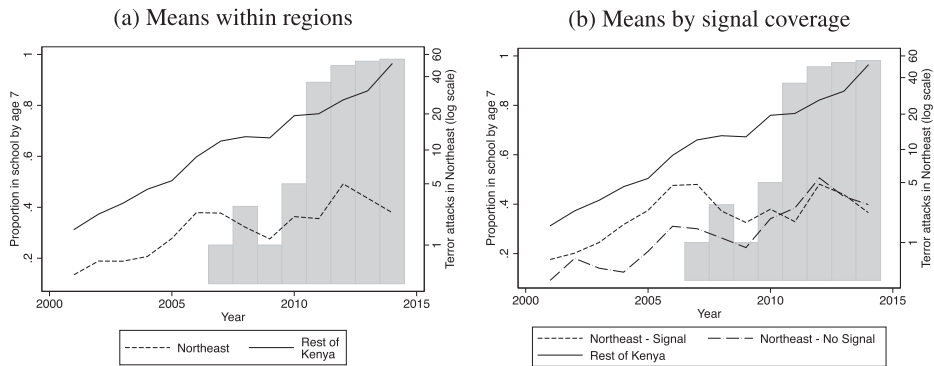 (a) Means within regions
Proportion in school by age 7
1
.8
.6
.4
.2
60
40
20
10
5
1
Terror attacks in Northeast (log scale)
2000
2005
2010
2015
Year
Northeast
Rest of
Kenya
(b) Means by signal coverage
Proportion in school by age 7
1
.8
.6
.4
.2
60
40
20
10
5
1
Terror attacks in Northeast (log scale)
2000
2005
2010
2015
Year
Northeast - Signal
Northeast - No Signal
Rest of Kenya